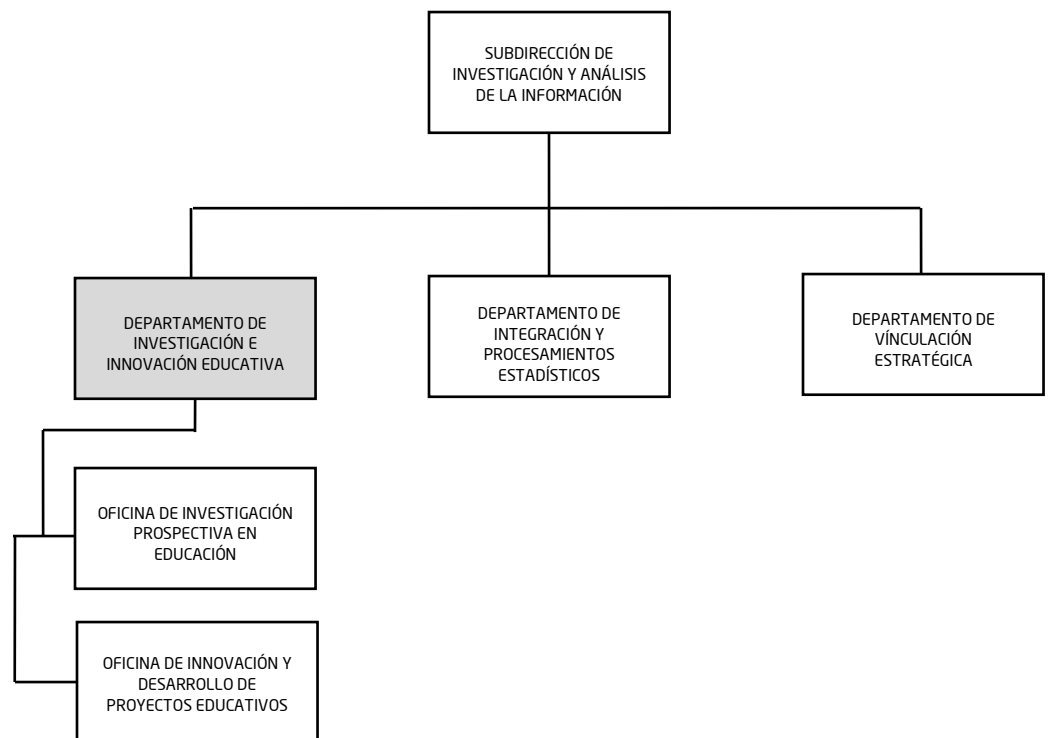 SUBDIRECCIÓN DE
INVESTIGACIÓN Y ANÁLISIS
DE LA INFORMACIÓN
DEPARTAMENTO DE
INVESTIGACIÓN E
INNOVACIÓN EDUCATIVA
DEPARTAMENTO DE
INTEGRACIÓN Y
PROCESAMIENTOS
ESTADÍSTICOS
DEPARTAMENTO DE
VÍNCULACIÓN
ESTRATÉGICA
OFICINA DE INVESTIGACIÓN
PROSPECTIVA EN
EDUCACIÓN
OFICINA DE INNOVACIÓN Y
DESARROLLO DE
PROYECTOS EDUCATIVOS